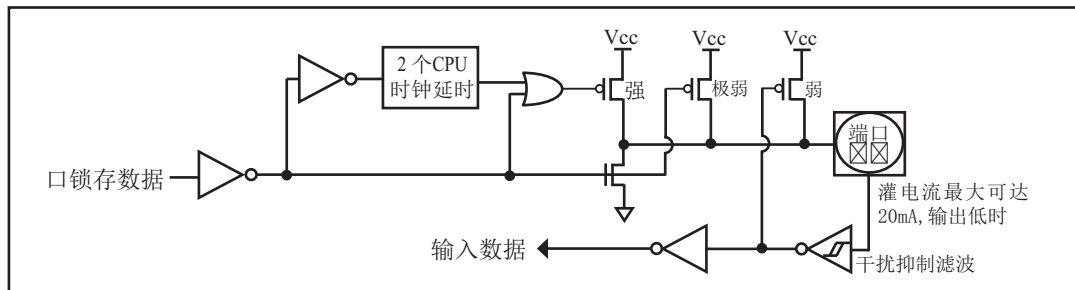 Vcc
Vcc
Vcc
2 个CPU
时钟延时
强
极弱
弱
端口
口锁存数据
灌电流最大可达
20mA,输出低时
输入数据
干扰抑制滤波